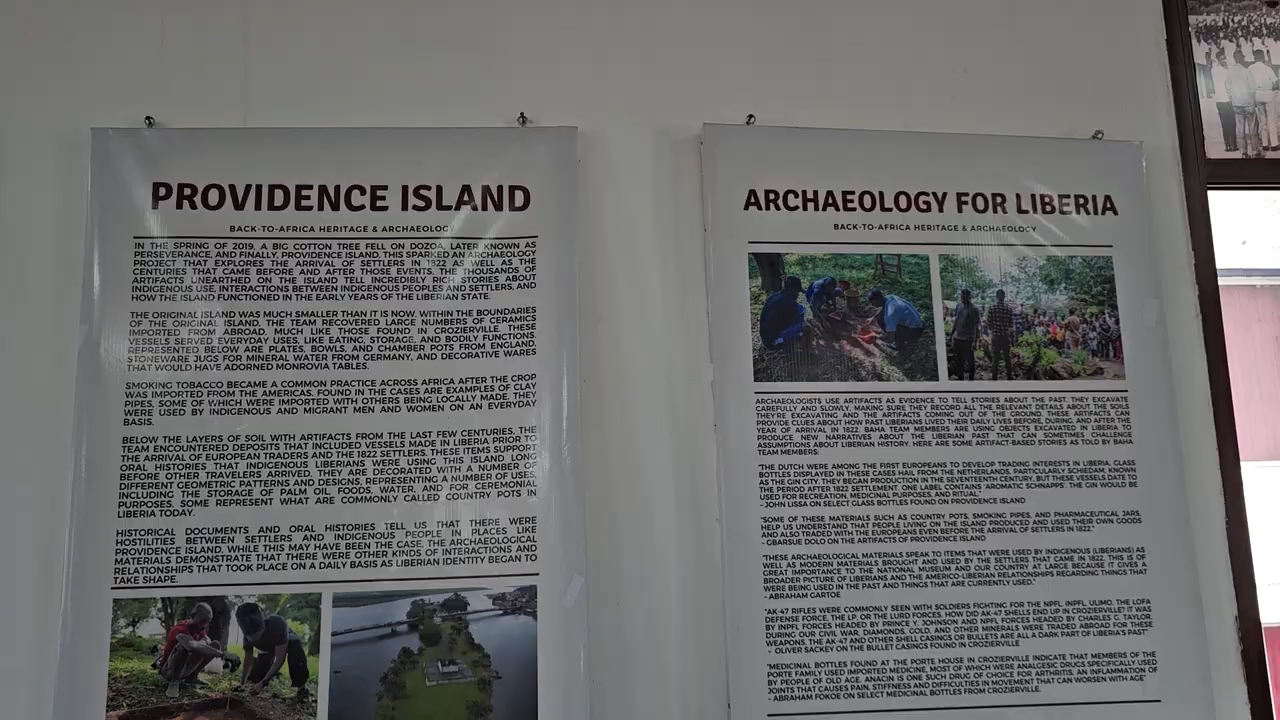 PROVIDENCE ISLAND
BACK-TO-AFRICA HERITAGE & ARCHAEOLOGY
IN THE SPRING OF 2019, A BIG COTTON TREE FELL ON DOZOA, LATER KNOWN AS
PERSEVERANCE, AND FINALLY, PROVIDENCE ISLAND. THIS SPARKED AN ARCHAEOLOGY
PROJECT THAT EXPLORES THE ARRIVAL OF SETTLERS IN 1822 AS WELL AS THE
CENTURIES THAT CAME BEFORE AND AFTER THOSE EVENTS. THE THOUSANDS OF
ARTIFACTS UNEARTHED ON THE ISLAND TELL INCREDIBLY RICH STORIES ABOUT
INDIGENOUS USE, INTERACTIONS BETWEEN INDIGENOUS PEOPLES AND SETTLERS, AND
HOW THE ISLAND FUNCTIONED IN THE EARLY YEARS OF THE LIBERIAN STATE.
THE ORIGINAL ISLAND WAS MUCH SMALLER THAN IT IS NOW. WITHIN THE BOUNDARIES
OF THE ORIGINAL ISLAND, THE TEAM RECOVERED LARGE NUMBERS OF CERAMICS
IMPORTED FROM ABROAD, MUCH LIKE THOSE FOUND IN CROZIERVILLE. THESE
VESSELS SERVED EVERYDAY USES, LIKE EATING, STORAGE, AND BODILY FUNCTIONS.
REPRESENTED BELOW ARE PLATES, BOWLS, AND CHAMBER POTS FROM ENGLAND,
STONEWARE JUGS FOR MINERAL WATER FROM GERMANY, AND DECORATIVE WARES
THAT WOULD HAVE ADORNED MONROVIA TABLES.
SMOKING TOBACCO BECAME A COMMON PRACTICE ACROSS AFRICA AFTER THE CROP
WAS IMPORTED FROM THE AMERICAS. FOUND IN THE CASES ARE EXAMPLES OF CLAY
PIPES, SOME OF WHICH WERE IMPORTED WITH OTHERS BEING LOCALLY MADE. THEY
WERE USED BY INDIGENOUS AND MIGRANT MEN AND WOMEN ON AN EVERYDAY
BASIS.
BELOW THE LAYERS OF SOIL WITH ARTIFACTS FROM THE LAST FEW CENTURIES, THE
TEAM ENCOUNTERED DEPOSITS THAT INCLUDED VESSELS MADE IN LIBERIA PRIOR TO
THE ARRIVAL OF EUROPEAN TRADERS AND THE 1822 SETTLERS. THESE ITEMS SUPPORT
ORAL HISTORIES THAT INDIGENOUS LIBERIANS WERE USING THIS ISLAND LONG
BEFORE OTHER TRAVELERS ARRIVED. THEY ARE DECORATED WITH A NUMBER OF
DIFFERENT GEOMETRIC PATTERNS AND DESIGNS, REPRESENTING A NUMBER OF USES,
INCLUDING THE STORAGE OF PALM OIL, FOODS, WATER, AND FOR CEREMONIAL
PURPOSES. SOME REPRESENT WHAT ARE COMMONLY CALLED COUNTRY POTS IN
LIBERIA TODAY.
HISTORICAL DOCUMENTS AND ORAL HISTORIES TELL US THAT THERE WERE
HOSTILITIES BETWEEN SETTLERS AND INDIGENOUS PEOPLE IN PLACES LIKE
PROVIDENCE ISLAND. WHILE THIS MAY HAVE BEEN THE CASE, THE ARCHAEOLOGICAL
MATERIALS DEMONSTRATE THAT THERE WERE OTHER KINDS OF INTERACTIONS AND
RELATIONSHIPS THAT TOOK PLACE ON A DAILY BASIS AS LIBERIAN IDENTITY BEGAN TO
TAKE SHAPE.
ARCHAEOLOGY FOR LIBERIA
BACK-TO-AFRICA HERITAGE & ARCHAEOLOGY
ARCHAEOLOGISTS USE ARTIFACTS AS EVIDENCE TO TELL STORIES ABOUT THE PAST. THEY EXCAVATE
CAREFULLY AND SLOWLY, MAKING SURE THEY RECORD ALL THE RELEVANT DETAILS ABOUT THE SOILS
THEY'RE EXCAVATING AND THE ARTIFACTS COMING OUT OF THE GROUND. THESE ARTIFACTS CAN
PROVIDE CLUES ABOUT HOW PAST LIBERIANS LIVED THEIR DAILY LIVES BEFORE, DURING, AND AFTER THE
YEAR OF ARRIVAL IN 1822. BAHA TEAM MEMBERS ARE USING OBJECTS EXCAVATED IN LIBERIA TO
PRODUCE NEW NARRATIVES ABOUT THE LIBERIAN PAST THAT CAN SOMETIMES CHALLENGE
ASSUMPTIONS ABOUT LIBERIAN HISTORY. HERE ARE SOME ARTIFACT-BASED STORIES AS TOLD BY BAHA
TEAM MEMBERS:
"THE DUTCH WERE AMONG THE FIRST EUROPEANS TO DEVELOP TRADING INTERESTS IN LIBERIA. GLASS
BOTTLES DISPLAYED IN THESE CASES HAIL FROM THE NETHERLANDS, PARTICULARLY SCHIEDAM, KNOWN
AS THE GIN CITY. THEY BEGAN PRODUCTION IN THE SEVENTEENTH CENTURY, BUT THESE VESSELS DATE TO
THE PERIOD AFTER 1822 SETTLEMENT. ONE LABEL CONTAINS 'AROMATIC SCHNAPPS'. THE GIN WOULD BE
USED FOR RECREATION, MEDICINAL PURPOSES, AND RITUAL."
- JOHN LISSA ON SELECT GLASS BOTTLES FOUND ON PROVIDENCE ISLAND
"SOME OF THESE MATERIALS SUCH AS COUNTRY POTS, SMOKING PIPES, AND PHARMACEUTICAL JARS,
HELP US UNDERSTAND THAT PEOPLE LIVING ON THE ISLAND PRODUCED AND USED THEIR OWN GOODS
AND ALSO TRADED WITH THE EUROPEANS EVEN BEFORE THE ARRIVAL OF SETTLERS IN 1822."
- GBARSUE DOLO ON THE ARTIFACTS OF PROVIDENCE ISLAND
"THESE ARCHAEOLOGICAL MATERIALS SPEAK TO ITEMS THAT WERE USED BY INDIGENOUS (LIBERIANS) AS
WELL AS MODERN MATERIALS BROUGHT AND USED BY THE SETTLERS THAT CAME IN 1822. THIS IS OF
GREAT IMPORTANCE TO THE NATIONAL MUSEUM AND OUR COUNTRY AT LARGE BECAUSE IT GIVES A
BROADER PICTURE OF LIBERIANS AND THE AMERICO-LIBERIAN RELATIONSHIPS REGARDING THINGS THAT
WERE BEING USED IN THE PAST AND THINGS THAT ARE CURRENTLY USED."
- ABRAHAM GARTOE
"AK-47 RIFLES WERE COMMONLY SEEN WITH SOLDIERS FIGHTING FOR THE NPFL, INPFL, ULIMO, THE LOFA
DEFENSE FORCE, THE LP, OR THE LURD FORCES. HOW DID AK-47 SHELLS END UP IN CROZIERVILLE? IT WAS
BY INPFL FORCES HEADED BY PRINCE Y. JOHNSON AND NPFL FORCES HEADED BY CHARLES G. TAYLOR.
DURING OUR CIVIL WAR, DIAMONDS, GOLD, AND OTHER MINERALS WERE TRADED ABROAD FOR THESE
WEAPONS. THE AK-47 AND OTHER SHELL CASINGS OR BULLETS ARE ALL A DARK PART OF LIBERIA'S PAST"
- OLIVER SACKEY ON THE BULLET CASINGS FOUND IN CROZIERVILLE
"MEDICINAL BOTTLES FOUND AT THE PORTE HOUSE IN CROZIERVILLE INDICATE THAT MEMBERS OF THE
PORTE FAMILY USED IMPORTED MEDICINE, MOST OF WHICH WERE ANALGESIC DRUGS SPECIFICALLY USED
BY PEOPLE OF OLD AGE. ANACIN IS ONE SUCH DRUG OF CHOICE FOR ARTHRITIS. AN INFLAMMATION OF
JOINTS THAT CAUSES PAIN, STIFFNESS AND DIFFICULTIES IN MOVEMENT THAT CAN WORSEN WITH AGE"
- ABRAHAM FOKOE ON SELECT MEDICINAL BOTTLES FROM CROZIERVILLE.